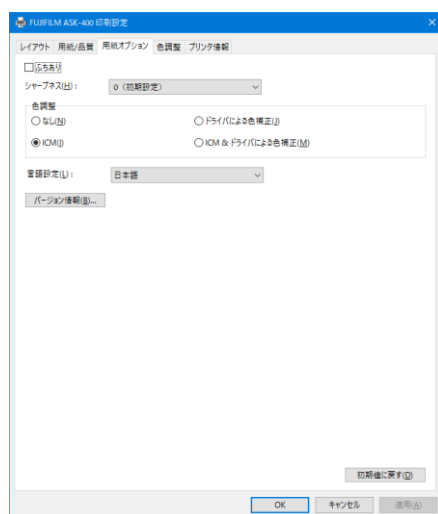 FUJIFILM ASK-400 印刷設定
レイアウト 用紙/品質 用紙オプション 色調整 プリンタ情報
ふちあり
シャープネス(H): 0（初期設定）
色調整
なし(N) ドライバによる色補正(J)
ICM(I) ICM & ドライバによる色補正(M)
言語設定(L): 日本語
バージョン情報(B)...
初期値に戻す(D)
OK キャンセル 適用(A)